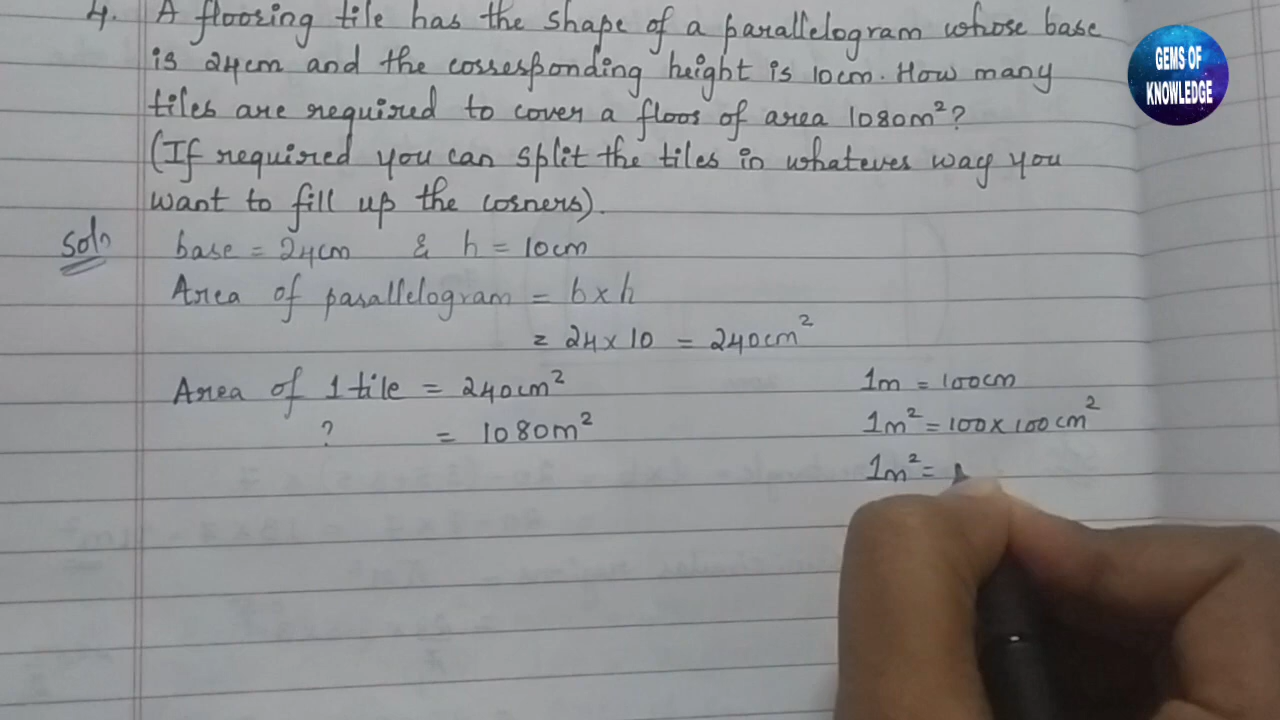 4. A flooring tile has the shape of a parallelogram whose base
is 24cm and the corresponding height is 10cm. How many
tiles are required to cover a floor of area 1080m²?
(If required you can split the tiles in whatever way you
want to fill up the corners).
Soln base = 24cm & h = 10cm
Area of parallelogram = b×h
= 24×10 = 240cm²
Area of 1 tile = 240cm²
? = 1080m²
1m = 100cm
1m² = 100×100cm²
1m² =
GEMS OF
KNOWLEDGE